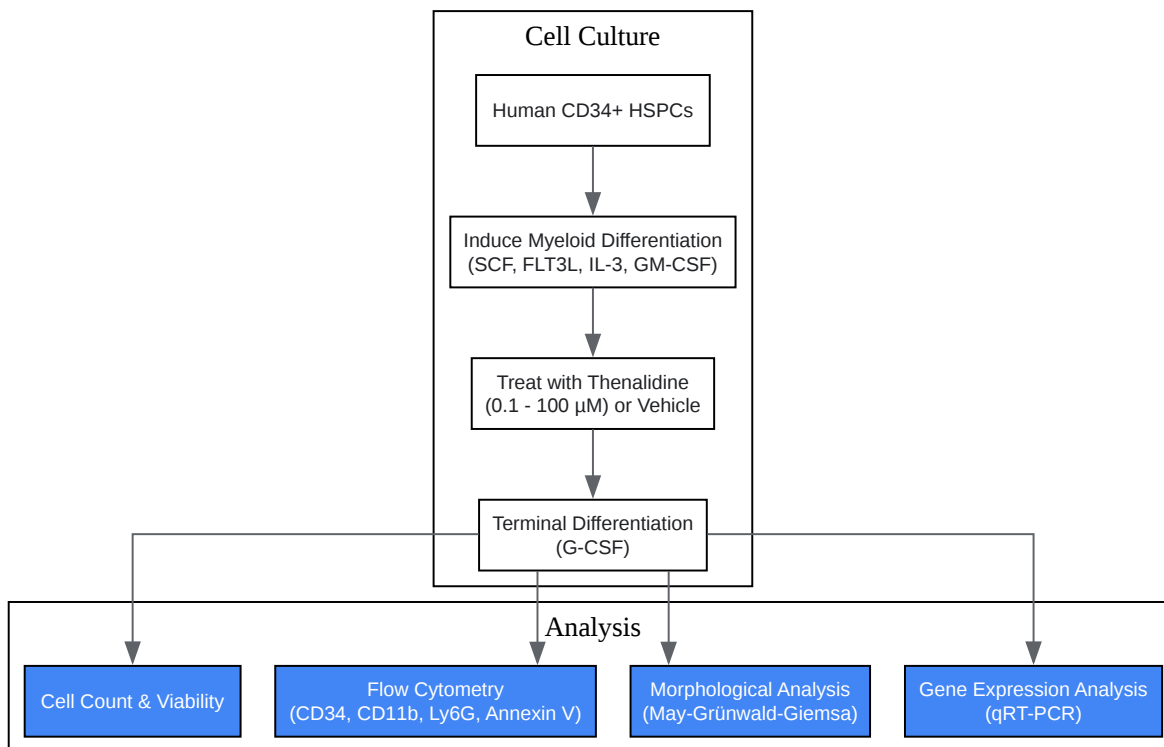 Cell Culture
Human CD34+ HSPCs
Induce Myeloid Differentiation
(SCF, FLT3L, IL-3, GM-CSF)
Treat with Thenalidine
(0.1 - 100 µM) or Vehicle
Terminal Differentiation
(G-CSF)
Analysis
Cell Count & Viability
Flow Cytometry
(CD34, CD11b, Ly6G, Annexin V)
Morphological Analysis
(May-Grünwald-Giemsa)
Gene Expression Analysis
(qRT-PCR)